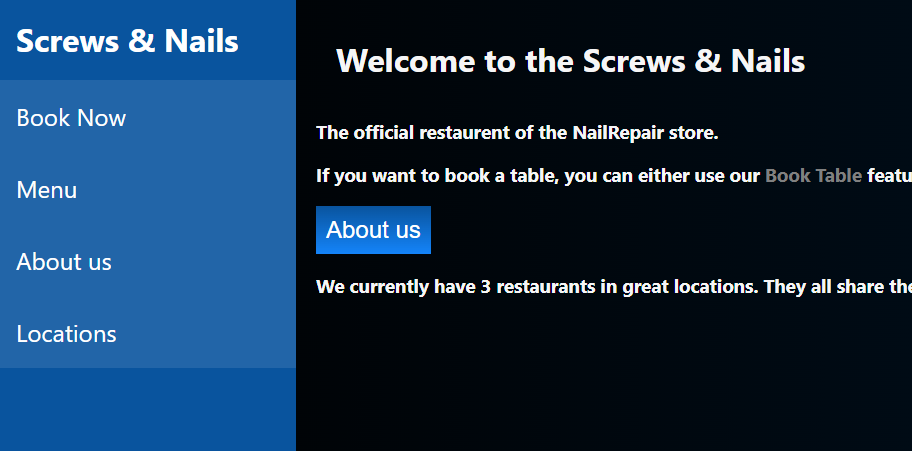 Screws & Nails
Book Now
Menu
About us
Locations
Welcome to the Screws & Nails
The official restaurent of the NailRepair store.
If you want to book a table, you can either use our Book Table featu
About us
We currently have 3 restaurants in great locations. They all share the